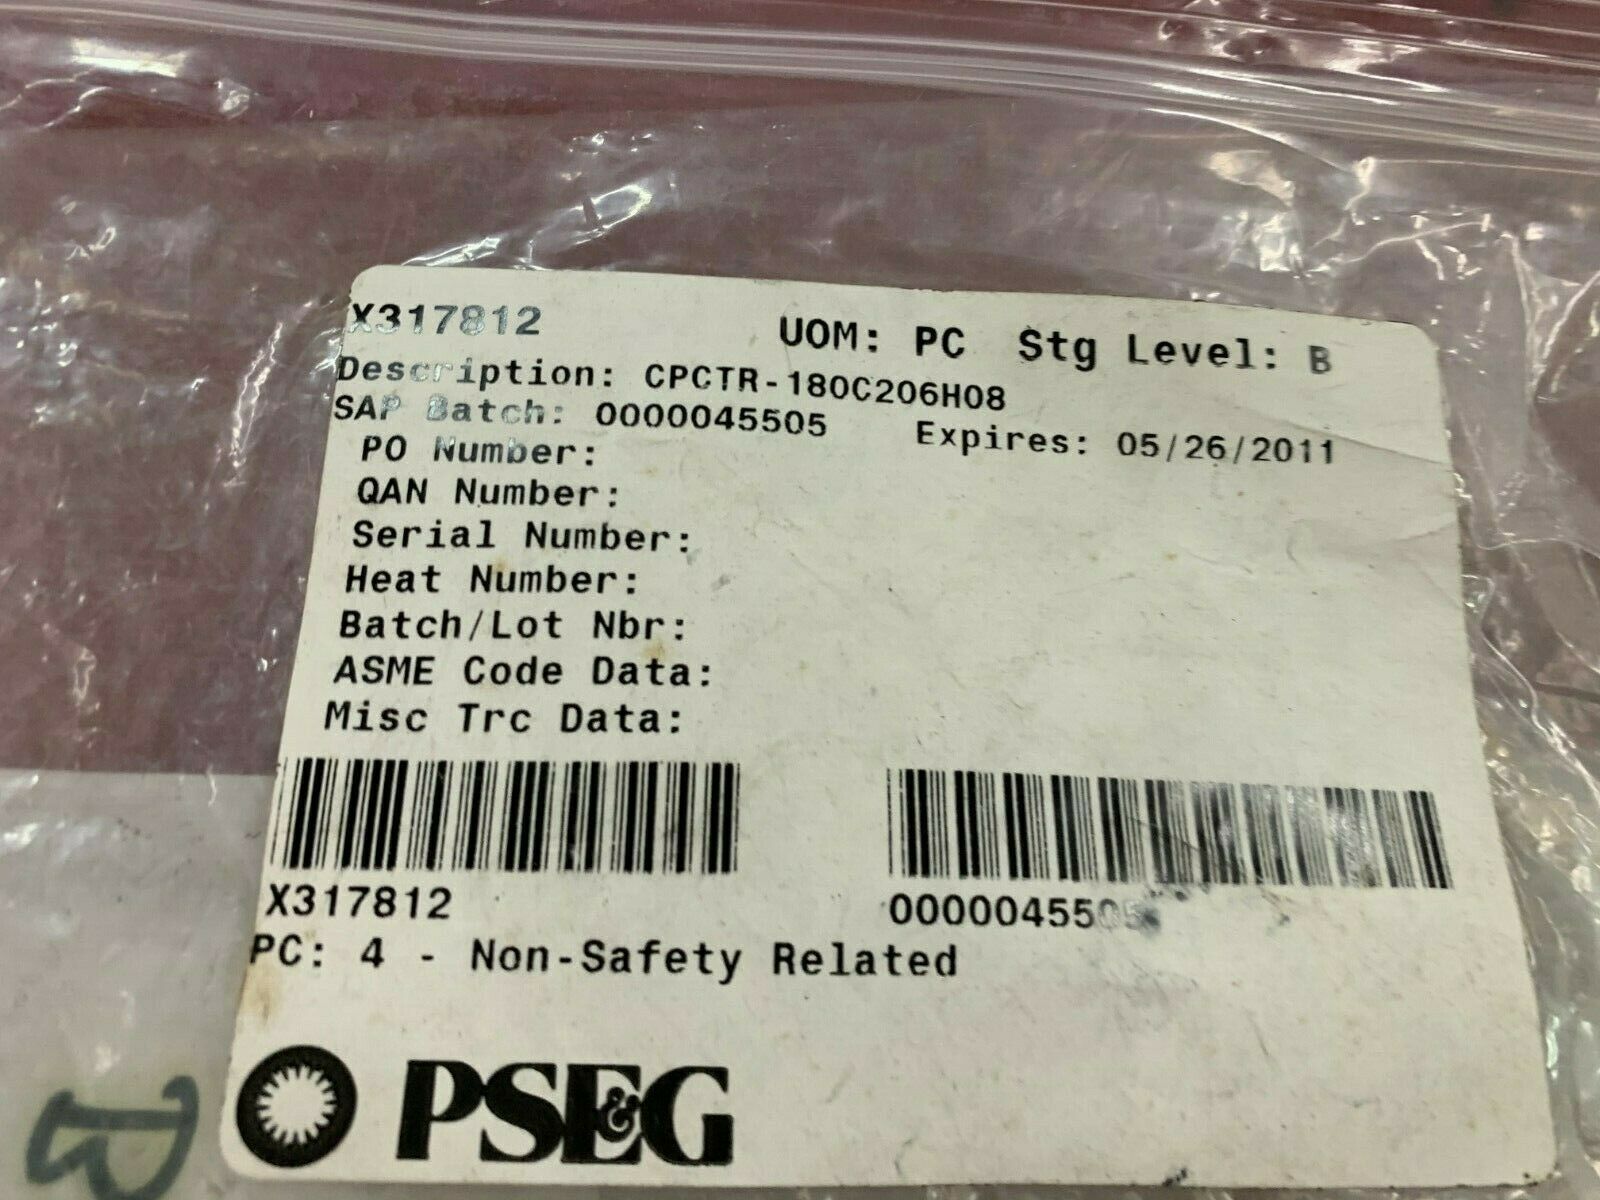 X317812 UOM: PC Stg Level: B
Description: CPCTR-180C206H08
SAP Batch: 0000045505 Expires: 05/26/2011
PO Number:
QAN Number:
Serial Number:
Heat Number:
Batch/Lot Nbr:
ASME Code Data:
Misc Trc Data:
X317812 0000045505
PC: 4 - Non-Safety Related
PSE&G
B